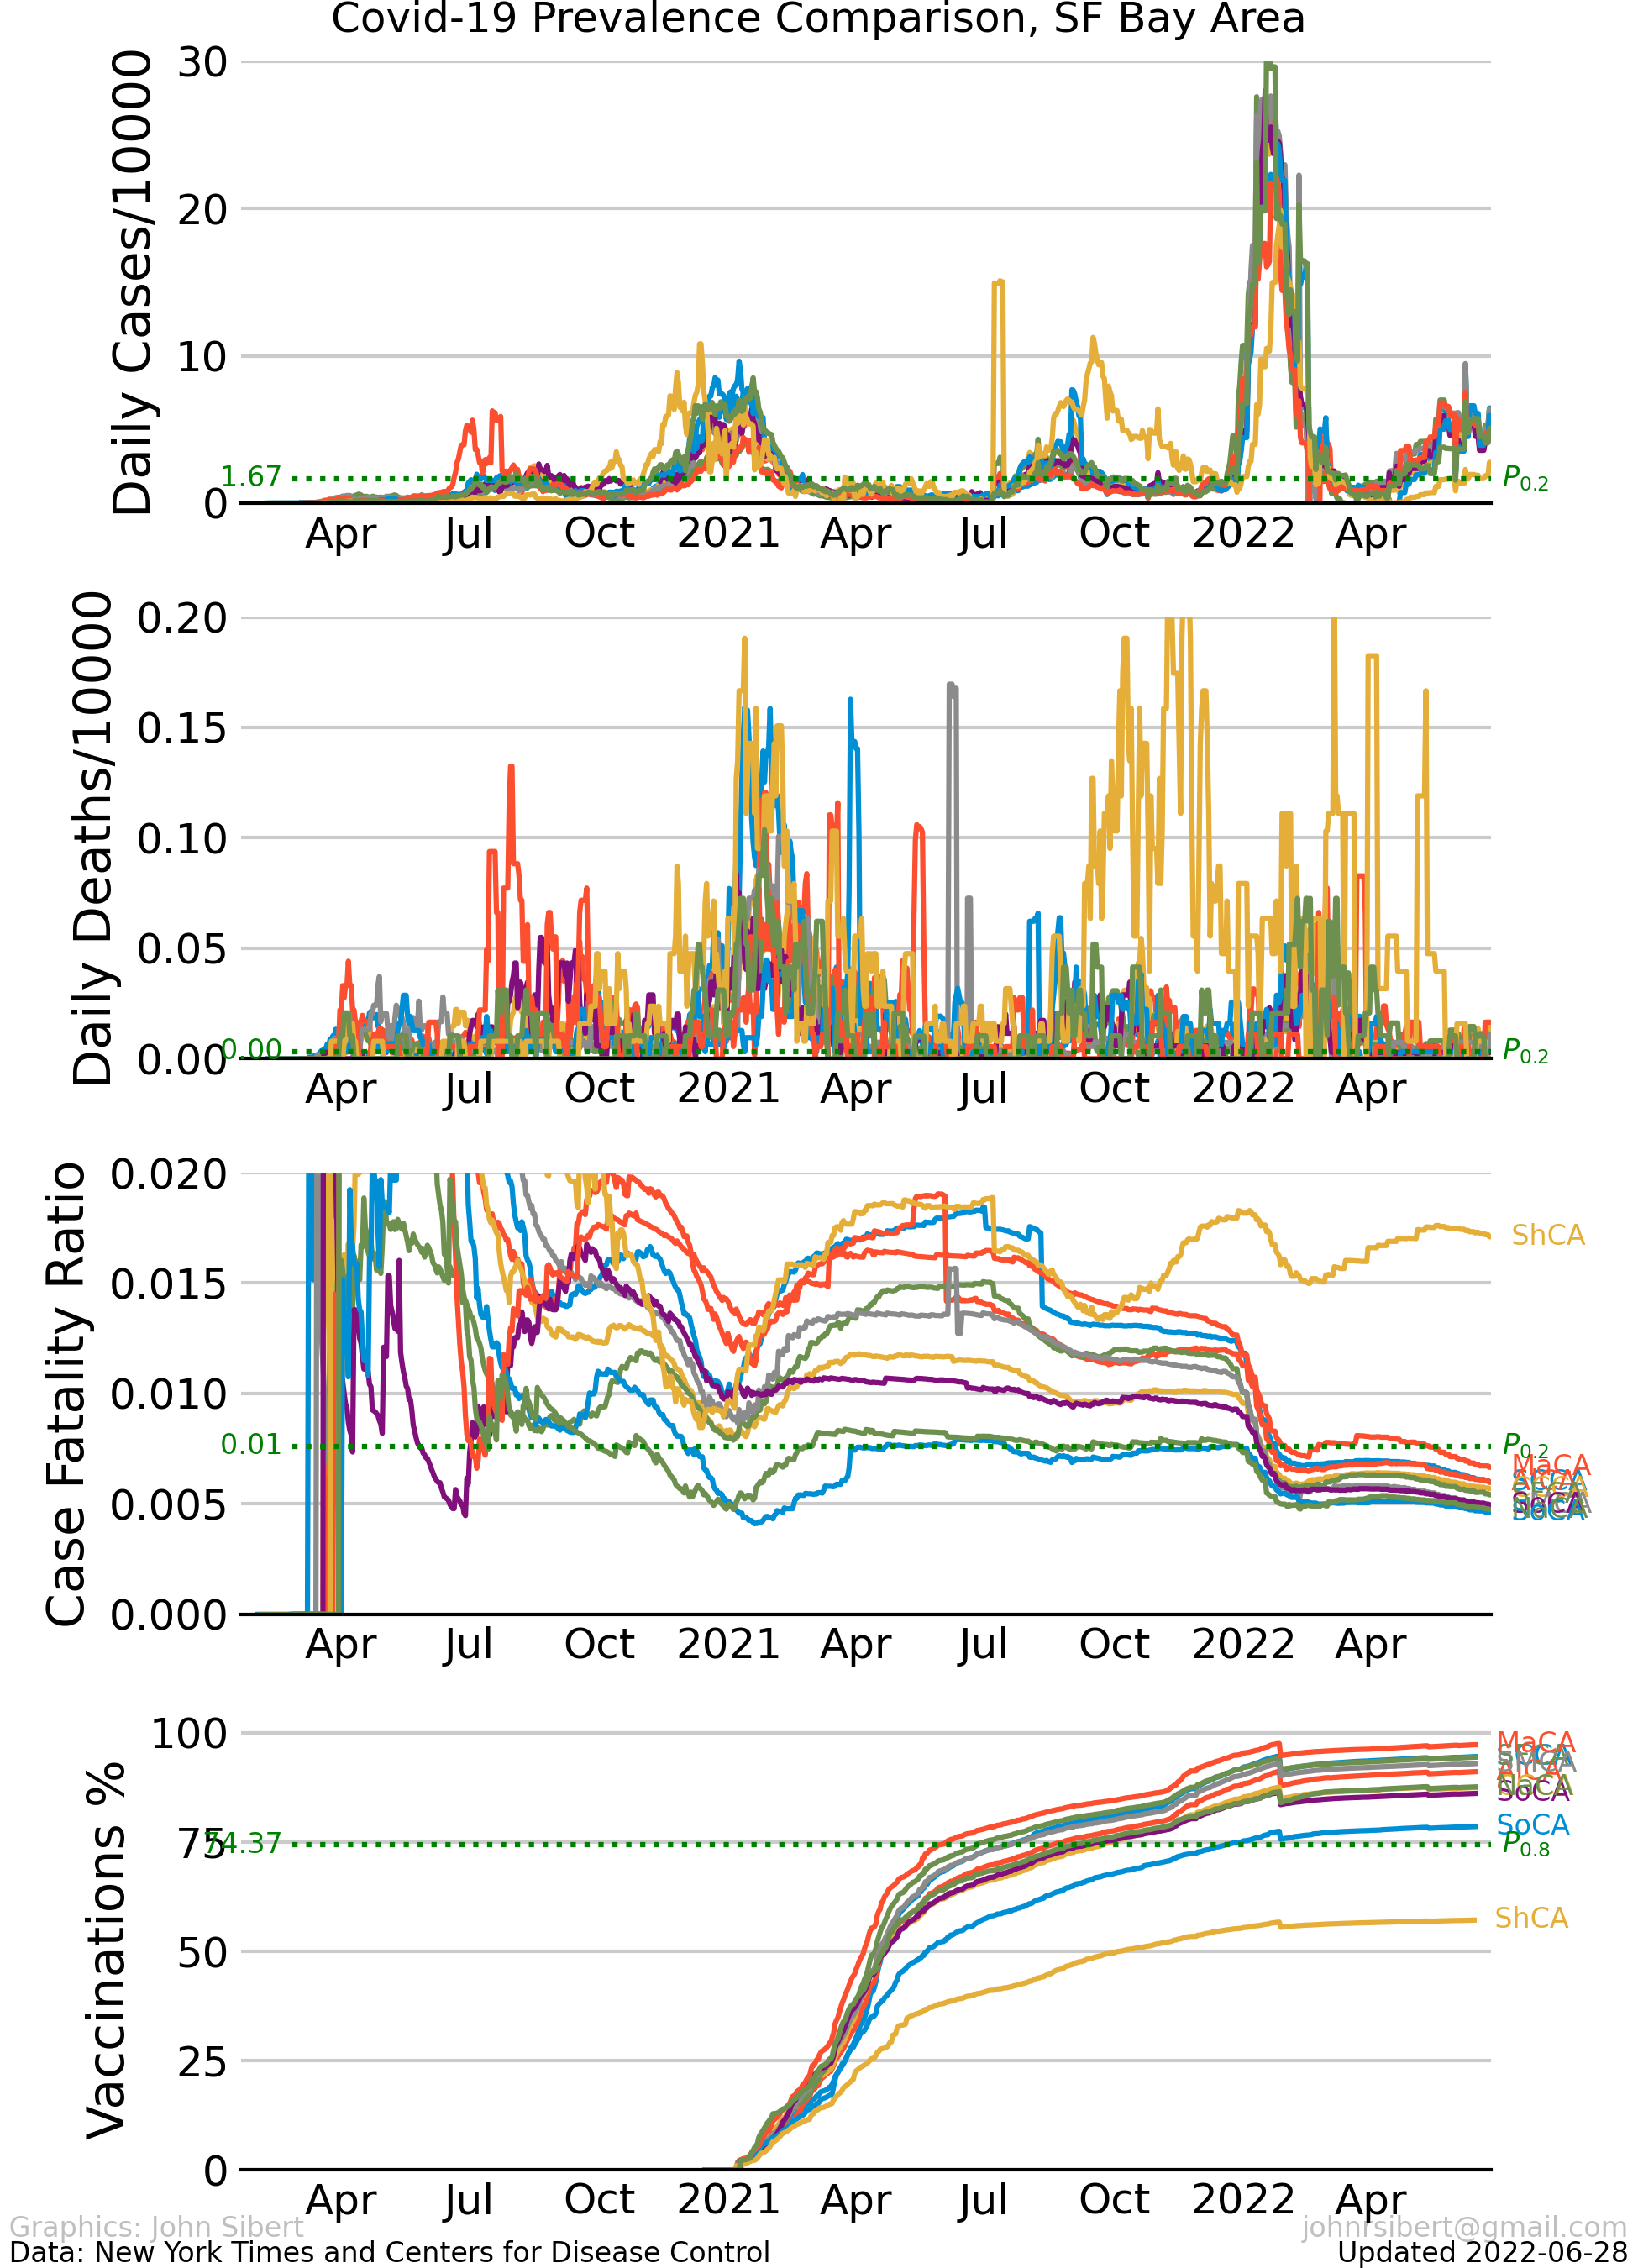 Covid-19 Prevalence Comparison, SF Bay Area
Daily Cases/10000
30
20
10
0
1.67
P0.2
Apr Jul Oct 2021 Apr Jul Oct 2022 Apr
Daily Deaths/10000
0.20
0.15
0.10
0.05
0.00
0.00
P0.2
Apr Jul Oct 2021 Apr Jul Oct 2022 Apr
Case Fatality Ratio
0.020
0.015
0.010
0.005
0.000
0.01
ShCA
P0.2
MaCA
SoCA
Apr Jul Oct 2021 Apr Jul Oct 2022 Apr
Vaccinations %
100
75
50
25
0
74.37
MaCA
SoCA
SoCA
P0.8
ShCA
Apr Jul Oct 2021 Apr Jul Oct 2022 Apr
Graphics: John Sibert
johnrsibert@gmail.com
Data: New York Times and Centers for Disease Control
Updated 2022-06-28